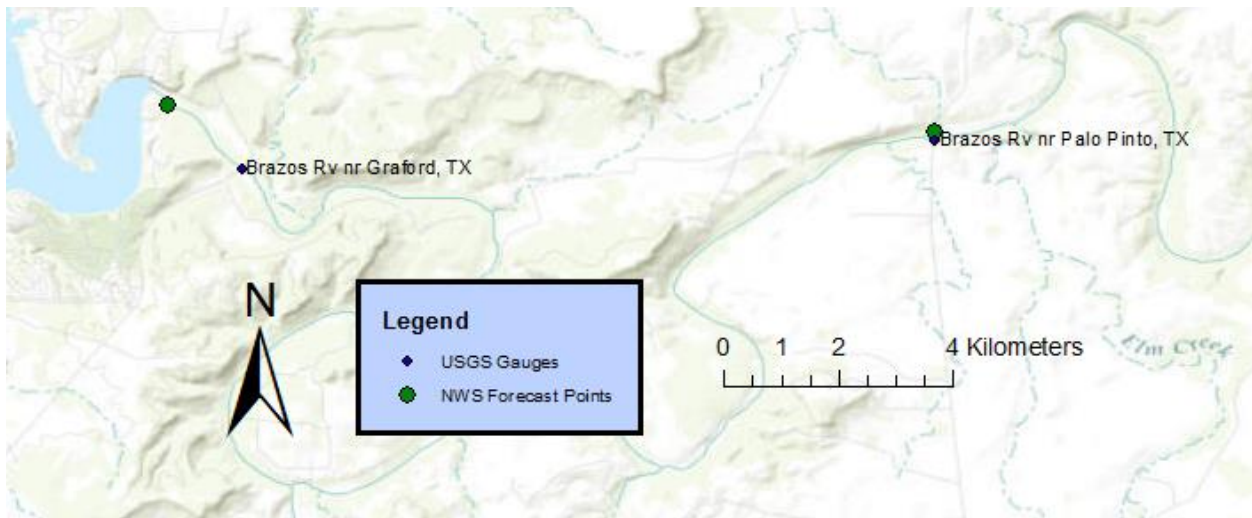 Brazos Rv nr Palo Pinto, TX
Brazos Rv nr Graford, TX
N
Legend
USGS Gauges
NWS Forecast Points
0 1 2 4 Kilometers
Elm Creek